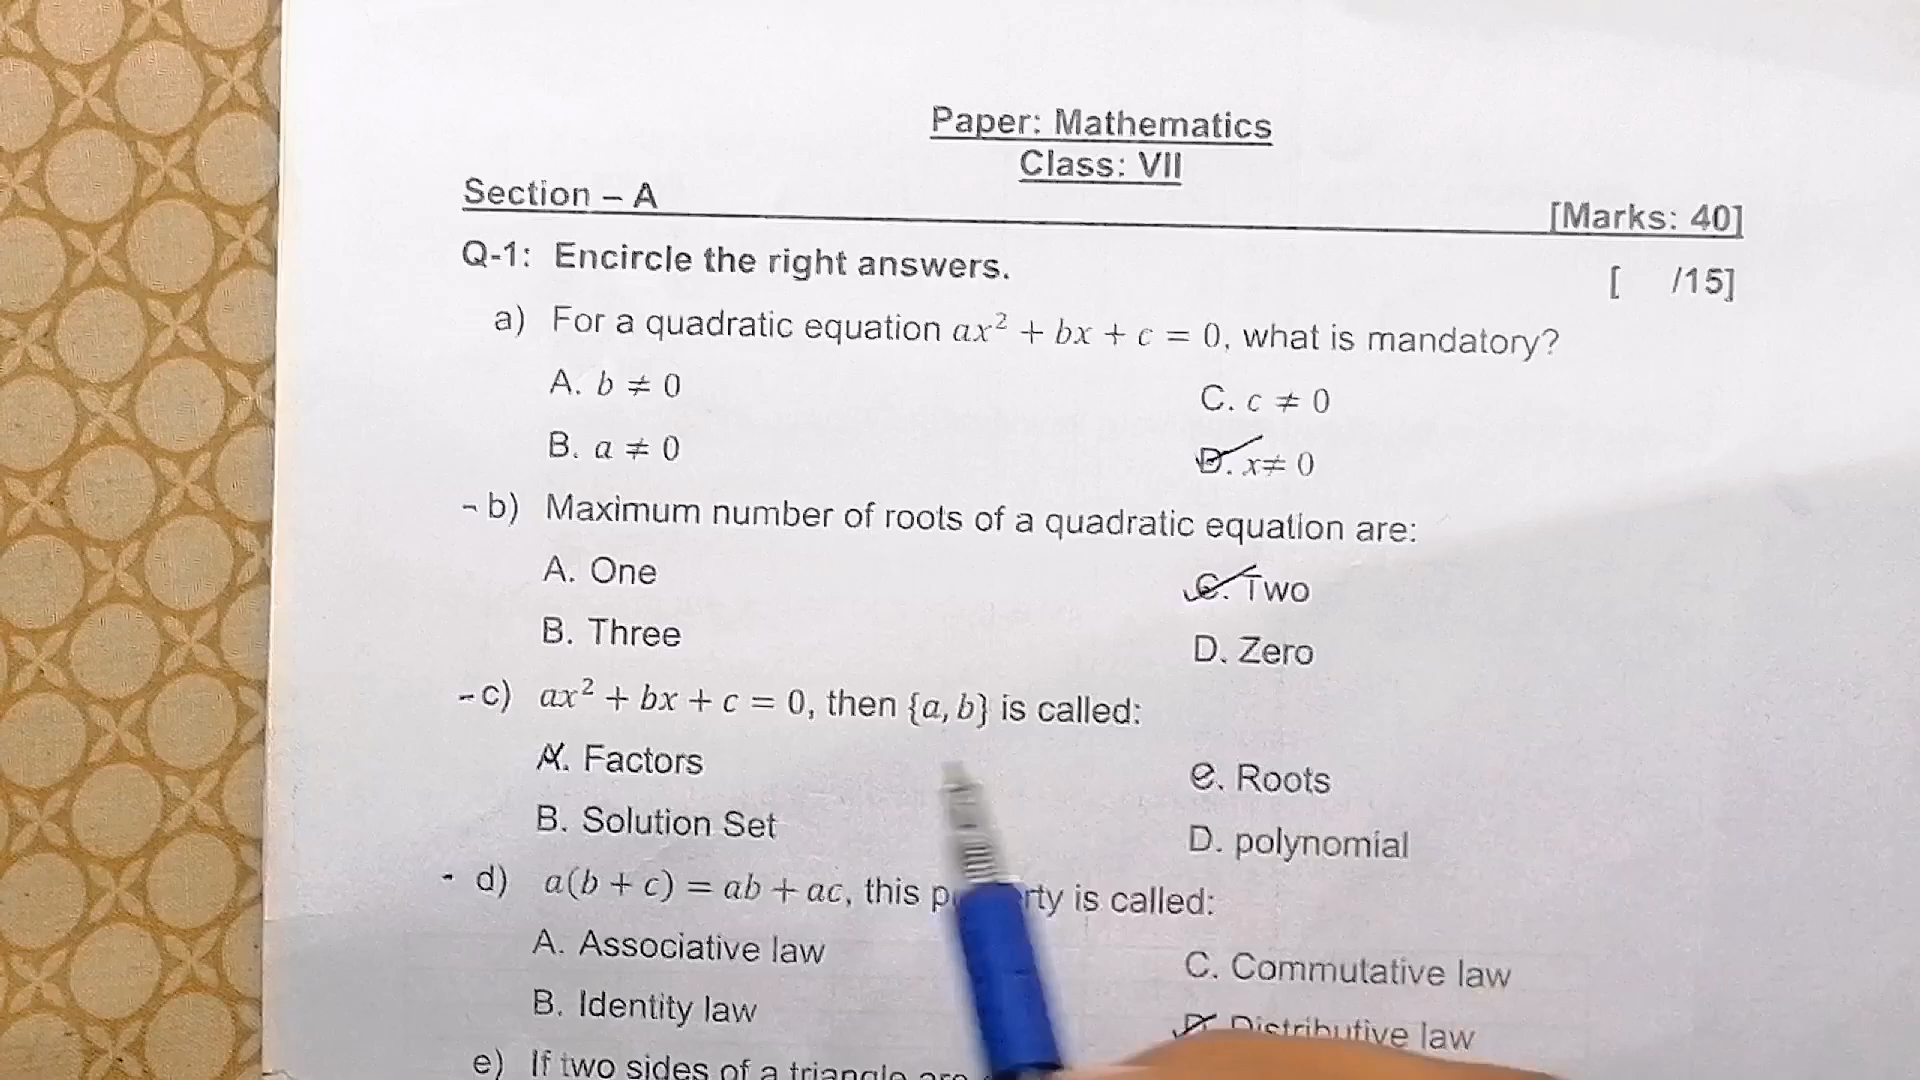 Paper: Mathematics
Class: VII
Section – A
[Marks: 40]
Q-1: Encircle the right answers. [ /15]
a) For a quadratic equation ax² + bx + c = 0, what is mandatory?
A. b ≠ 0 C. c ≠ 0
B. a ≠ 0 D. x≠ 0
- b) Maximum number of roots of a quadratic equation are:
A. One C. Two
B. Three D. Zero
- c) ax² + bx + c = 0, then {a, b} is called:
A. Factors C. Roots
B. Solution Set D. polynomial
- d) a(b + c) = ab + ac, this is called:
A. Associative law C. Commutative law
B. Identity law D. Distributive law
e) If two sides of a triangle are